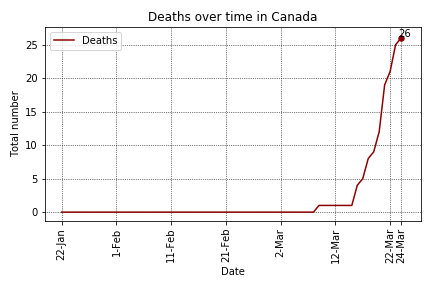 Deaths over time in Canada
26
Deaths
25
20
15
10
5
0
Total number
22-Jan
1-Feb
11-Feb
21-Feb
2-Mar
12-Mar
22-Mar
24-Mar
Date